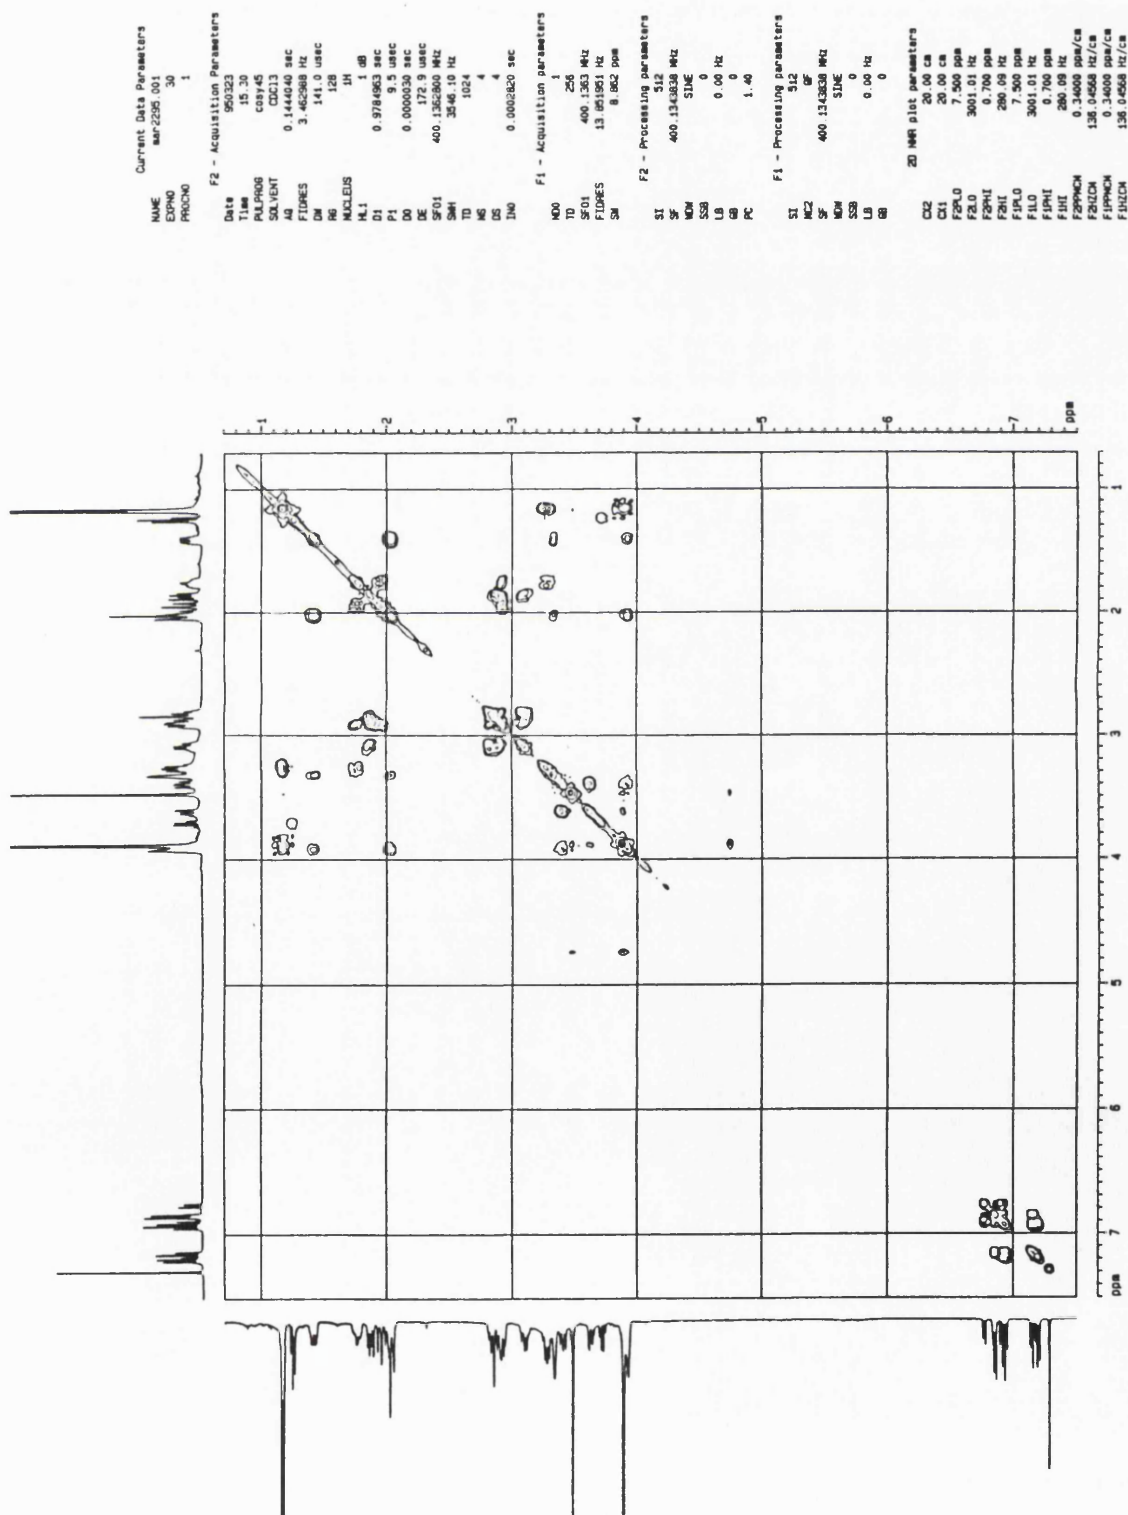 Current Data Parameters
NAME mar2295.001
EXPNO 30
PROCNO 1
F2 - Acquisition Parameters
Date 950323
Time 15.30
PULPROG cosy45
SOLVENT CDCl3
AQ 0.1444040 sec
FIDRES 3.462988 Hz
DW 141.0 usec
RG 128
NUCLEUS 1H
HL1 1 dB
D1 0.9784963 sec
P1 9.5 usec
D0 0.0000030 sec
DE 172.9 usec
SFO1 400.1362800 MHz
SWH 3546.10 Hz
TD 1024
NS 4
DS 4
IN0 0.0002820 sec
F1 - Acquisition parameters
ND0 1
TD 256
SFO1 400.1363 MHz
FIDRES 13.851951 Hz
SW 8.862 ppm
F2 - Processing parameters
SI 512
SF 400.1343838 MHz
WDW SINE
SSB 0
LB 0.00 Hz
GB 0
PC 1.40
F1 - Processing parameters
SI 512
MC2 QF
SF 400.1343838 MHz
WDW SINE
SSB 0
LB 0.00 Hz
GB 0
2D NMR plot parameters
CX2 20.00 cm
CX1 20.00 cm
F2PLO 7.500 ppm
F2LO 3001.01 Hz
F2PHI 0.700 ppm
F2HI 280.09 Hz
F1PLO 7.500 ppm
F1LO 3001.01 Hz
F1PHI 0.700 ppm
F1HI 280.09 Hz
F2PPMCM 0.34000 ppm/cm
F2HZCM 136.04568 Hz/cm
F1PPMCM 0.34000 ppm/cm
F1HZCM 136.04568 Hz/cm
1
2
3
4
5
6
7
ppm
ppm
7
6
5
4
3
2
1